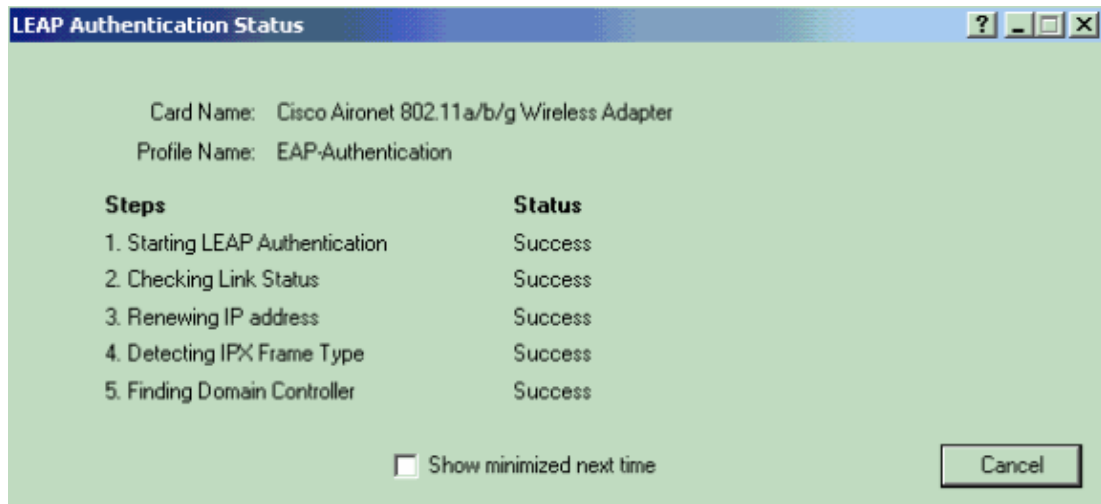 LEAP Authentication Status
Card Name: Cisco Aironet 802.11a/b/g Wireless Adapter
Profile Name: EAP-Authentication
Steps Status
1. Starting LEAP Authentication Success
2. Checking Link Status Success
3. Renewing IP address Success
4. Detecting IPX Frame Type Success
5. Finding Domain Controller Success
Show minimized next time Cancel